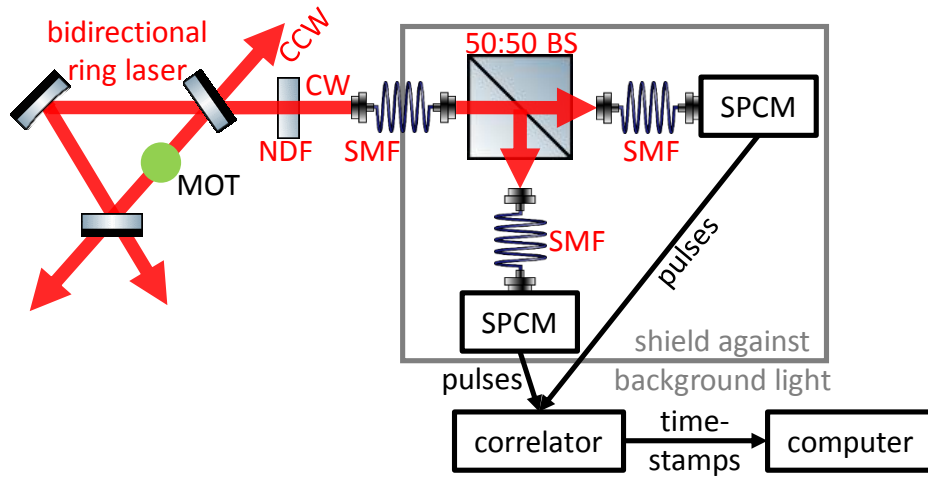 bidirectional
ring laser
CCW
50:50 BS
CW
NDF
SMF
SMF
SPCM
MOT
SMF
pulses
SPCM
shield against
background light
pulses
correlator
time-
stamps
computer